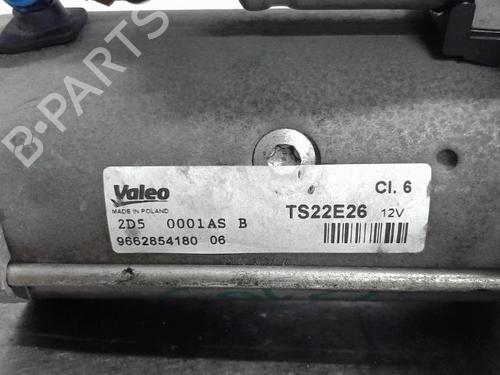 B-PARTS
Valeo
MADE IN POLAND
2D5 0001AS B
9662854180 06
Cl. 6
TS22E26 12V